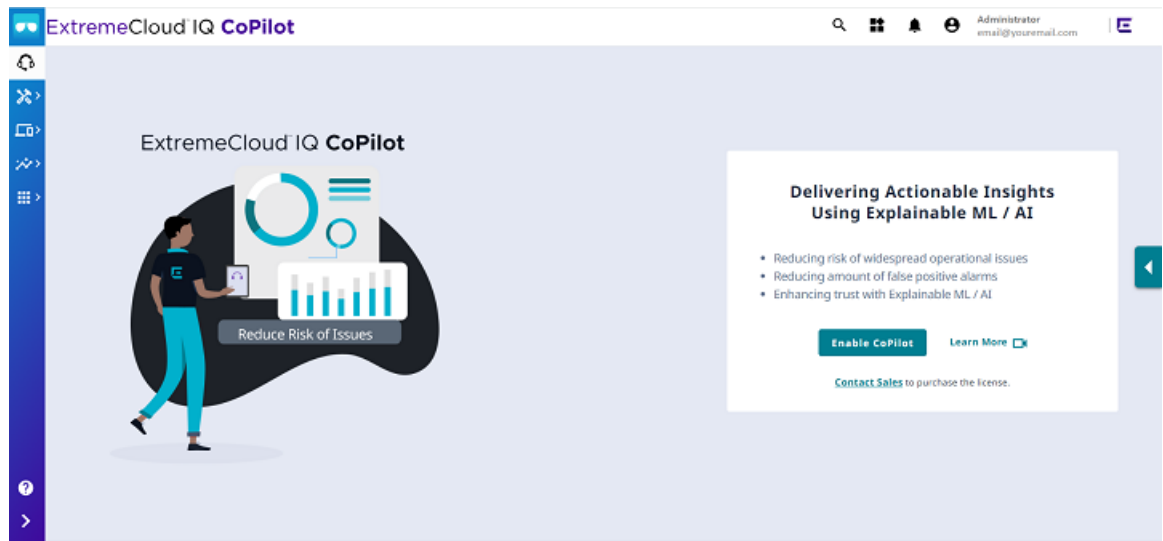 ExtremeCloud™ IQ CoPilot
Administrator
email@youremail.com
ExtremeCloud™ IQ CoPilot
Reduce Risk of Issues
Delivering Actionable Insights
Using Explainable ML / AI
• Reducing risk of widespread operational issues
• Reducing amount of false positive alarms
• Enhancing trust with Explainable ML / AI
Enable CoPilot
Learn More
Contact Sales to purchase the license.